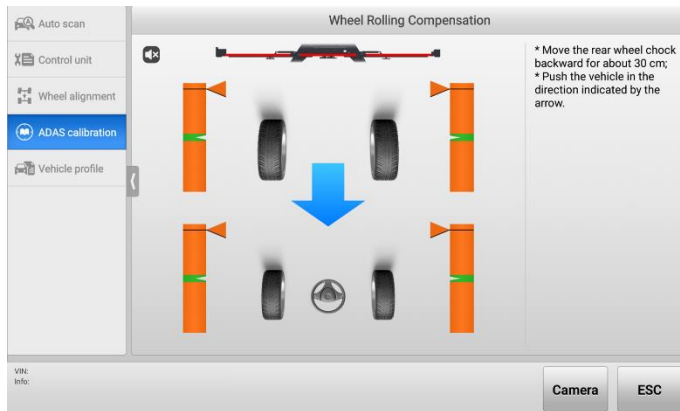 Auto scan
Control unit
Wheel alignment
ADAS calibration
Vehicle profile
Wheel Rolling Compensation
* Move the rear wheel chock
backward for about 30 cm;
* Push the vehicle in the
direction indicated by the
arrow.
VIN:
Info:
Camera
ESC